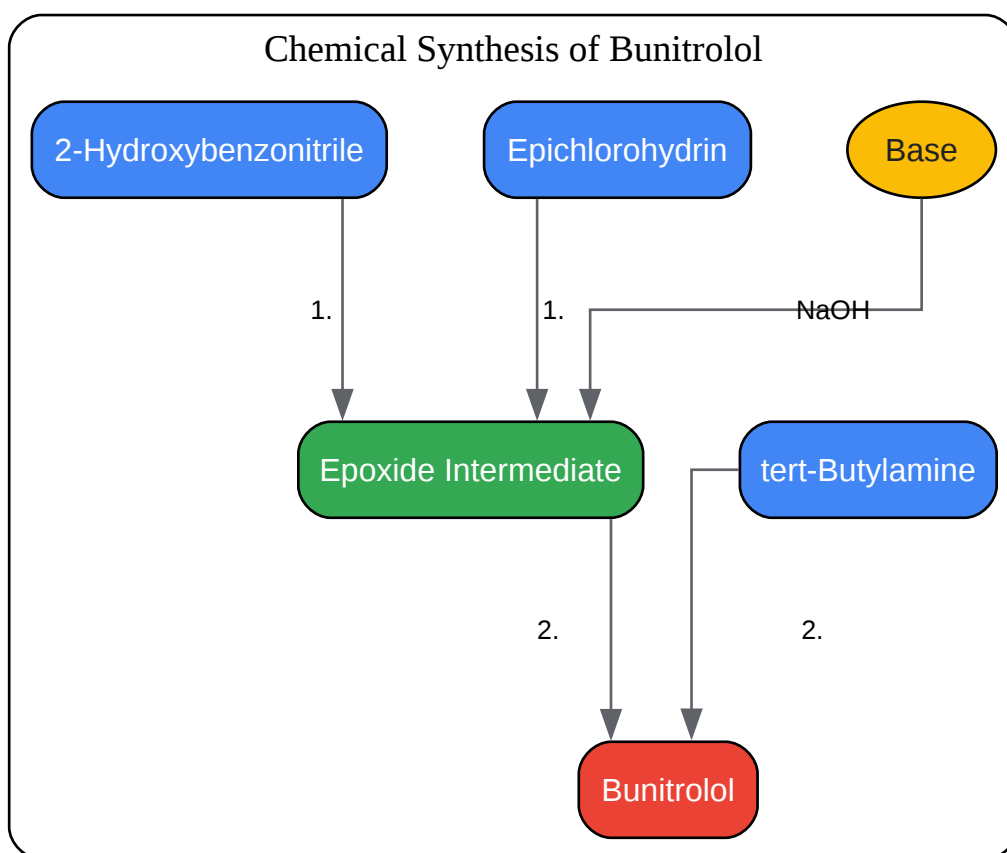 Chemical Synthesis of Bunitrolol
2-Hydroxybenzonitrile
Epichlorohydrin
Base
1.
1.
NaOH
Epoxide Intermediate
tert-Butylamine
2.
2.
Bunitrolol